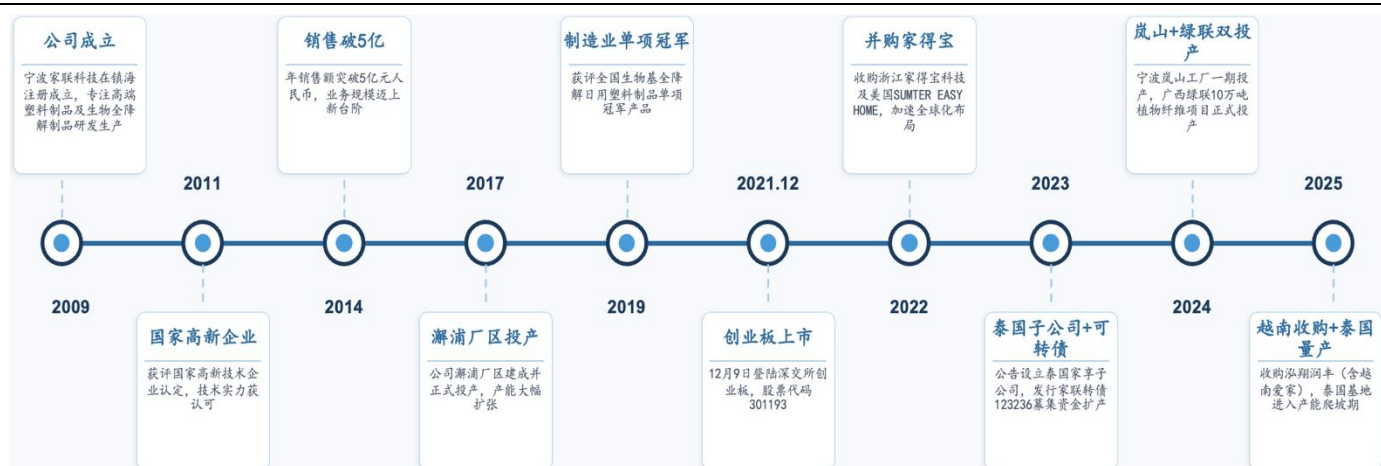 公司成立
宁波家联科技在镇海
注册成立，专注高端
塑料制品及生物全降
解制品研发生产
2009
2011
国家高新企业
获评国家高新技术企
业认定，技术实力获
认可
销售破5亿
年销售额突破5亿元人
民币，业务规模迈上
新台阶
2014
2017
澥浦厂区投产
公司澥浦厂区建成并
正式投产，产能大幅
扩张
制造业单项冠军
获评全国生物基全降
解日用塑料制品单项
冠军产品
2019
2021.12
创业板上市
12月9日登陆深交所创
业板，股票代码
301193
并购家得宝
收购浙江家得宝科技
及美国SUMTER EASY
HOME，加速全球化布
局
2022
2023
泰国子公司+可
转债
公告设立泰国家享子
公司，发行家联转债
123236募集资金扩产
岚山+绿联双投
产
宁波岚山工厂一期投
产，广西绿联10万吨
植物纤维项目正式投
产
2024
2025
越南收购+泰国
量产
收购泓翔润丰（含越
南爱家），泰国基地
进入产能爬坡期